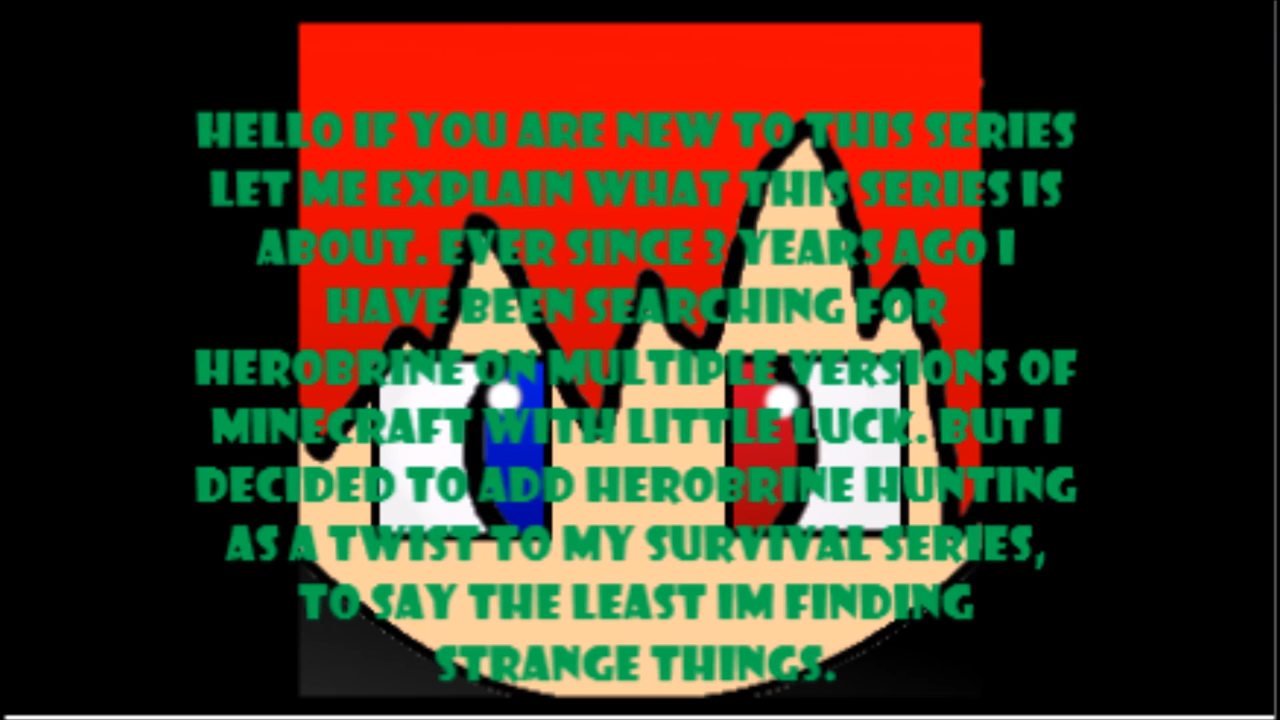 HELLO IF YOU ARE NEW TO THIS SERIES
LET ME EXPLAIN WHAT THIS SERIES IS
ABOUT. EVER SINCE 3 YEARS AGO I
HAVE BEEN SEARCHING FOR
HEROBRINE ON MULTIPLE VERSIONS OF
MINECRAFT WITH LITTLE LUCK. BUT I
DECIDED TO ADD HEROBRINE HUNTING
AS A TWIST TO MY SURVIVAL SERIES,
TO SAY THE LEAST IM FINDING
STRANGE THINGS.